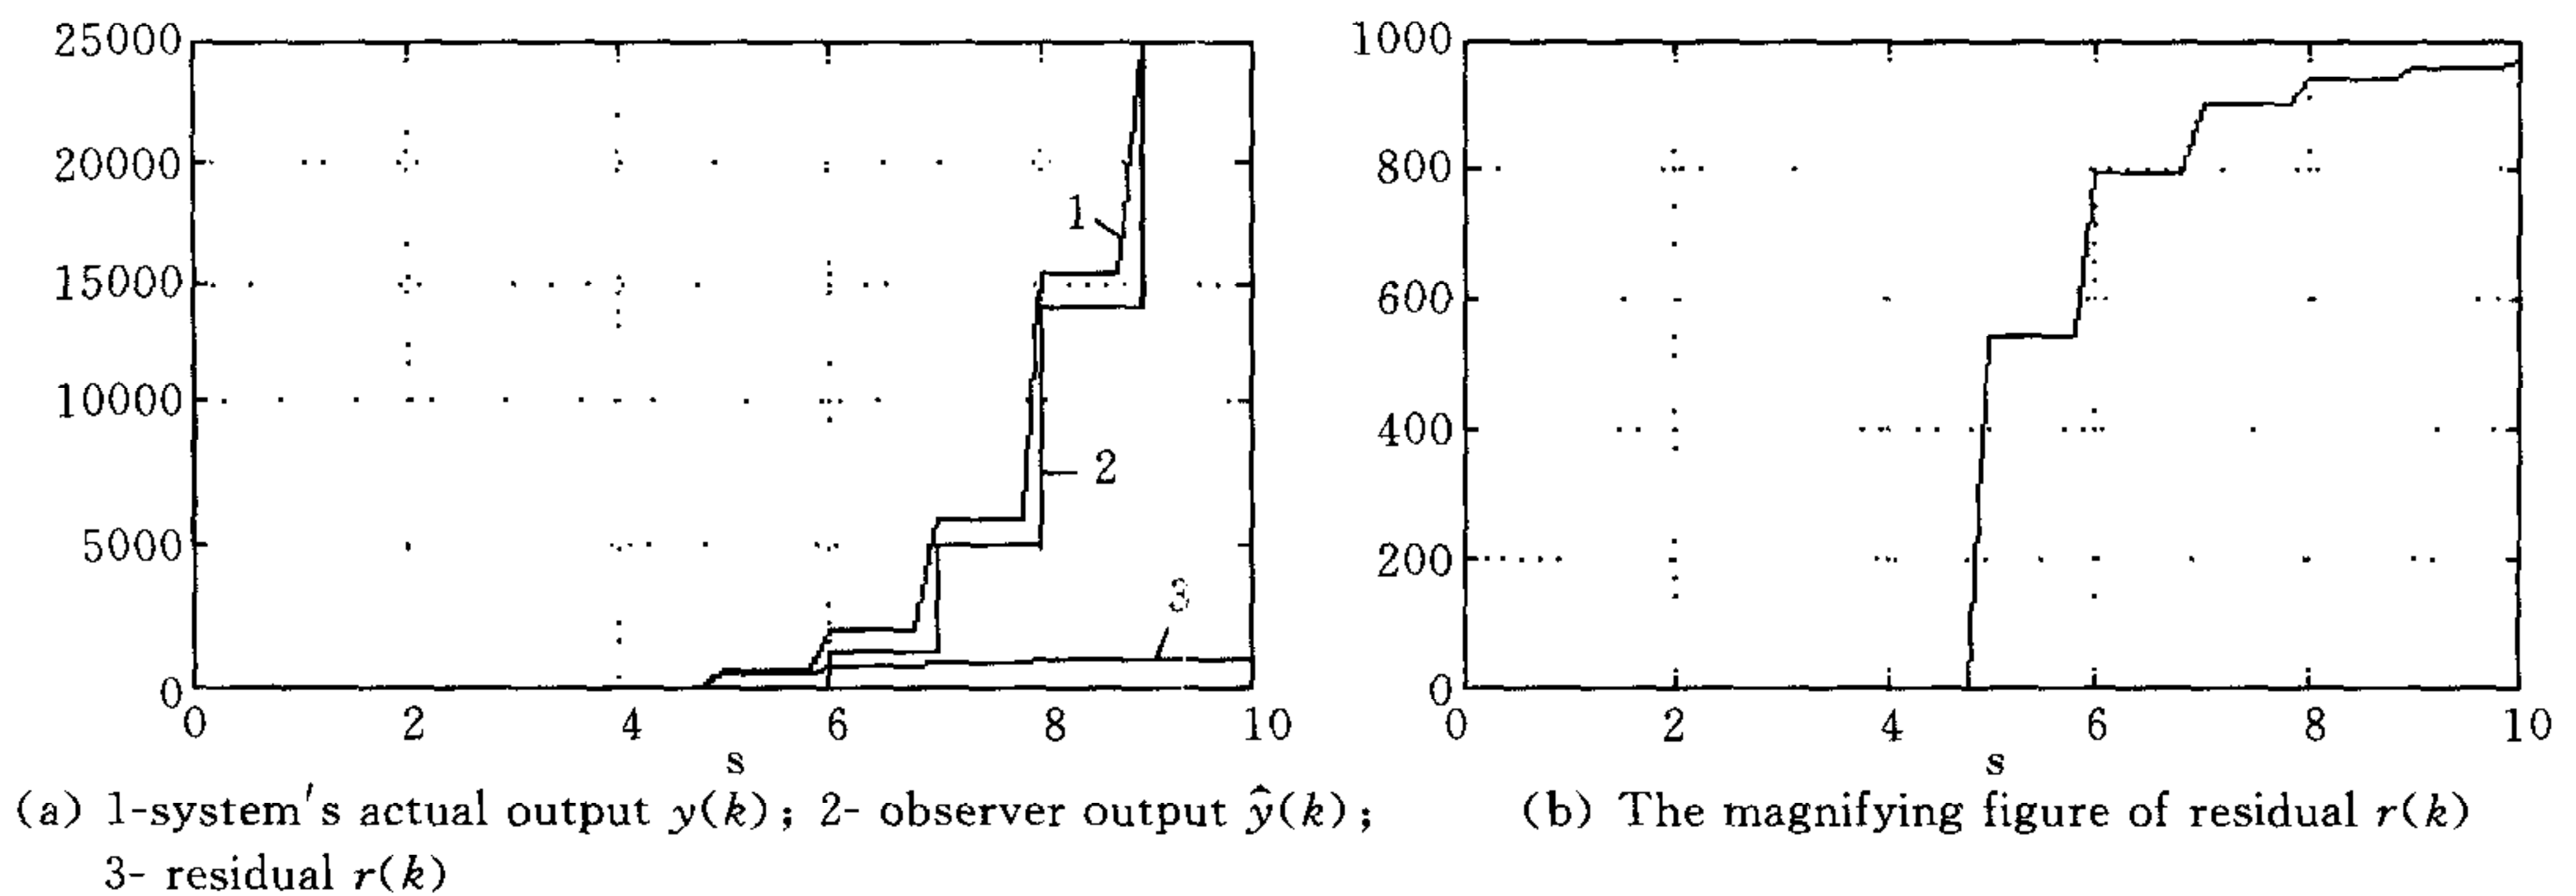 25000
20000
15000
10000
5000
0
0 2 4 6 8 10
s
1
2
3
(a) 1-system's actual output y(k); 2- observer output ŷ(k);
3- residual r(k)
1000
800
600
400
200
0
0 2 4 6 8 10
s
(b) The magnifying figure of residual r(k)